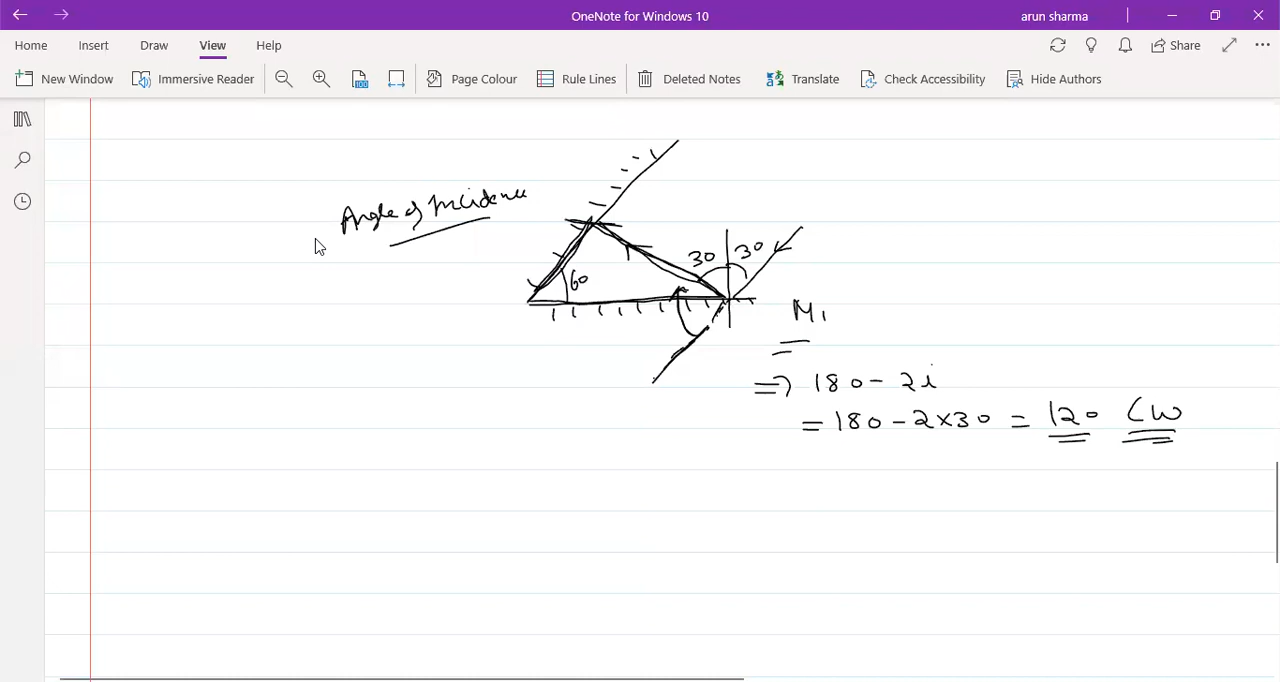 OneNote for Windows 10
arun sharma
Home Insert Draw View Help
Share
New Window Immersive Reader Page Colour Rule Lines Deleted Notes Translate Check Accessibility Hide Authors
Angle of Incidence
30 30
60
M1
⇒ 180 - 2i
= 180 - 2×30 = 120 CW